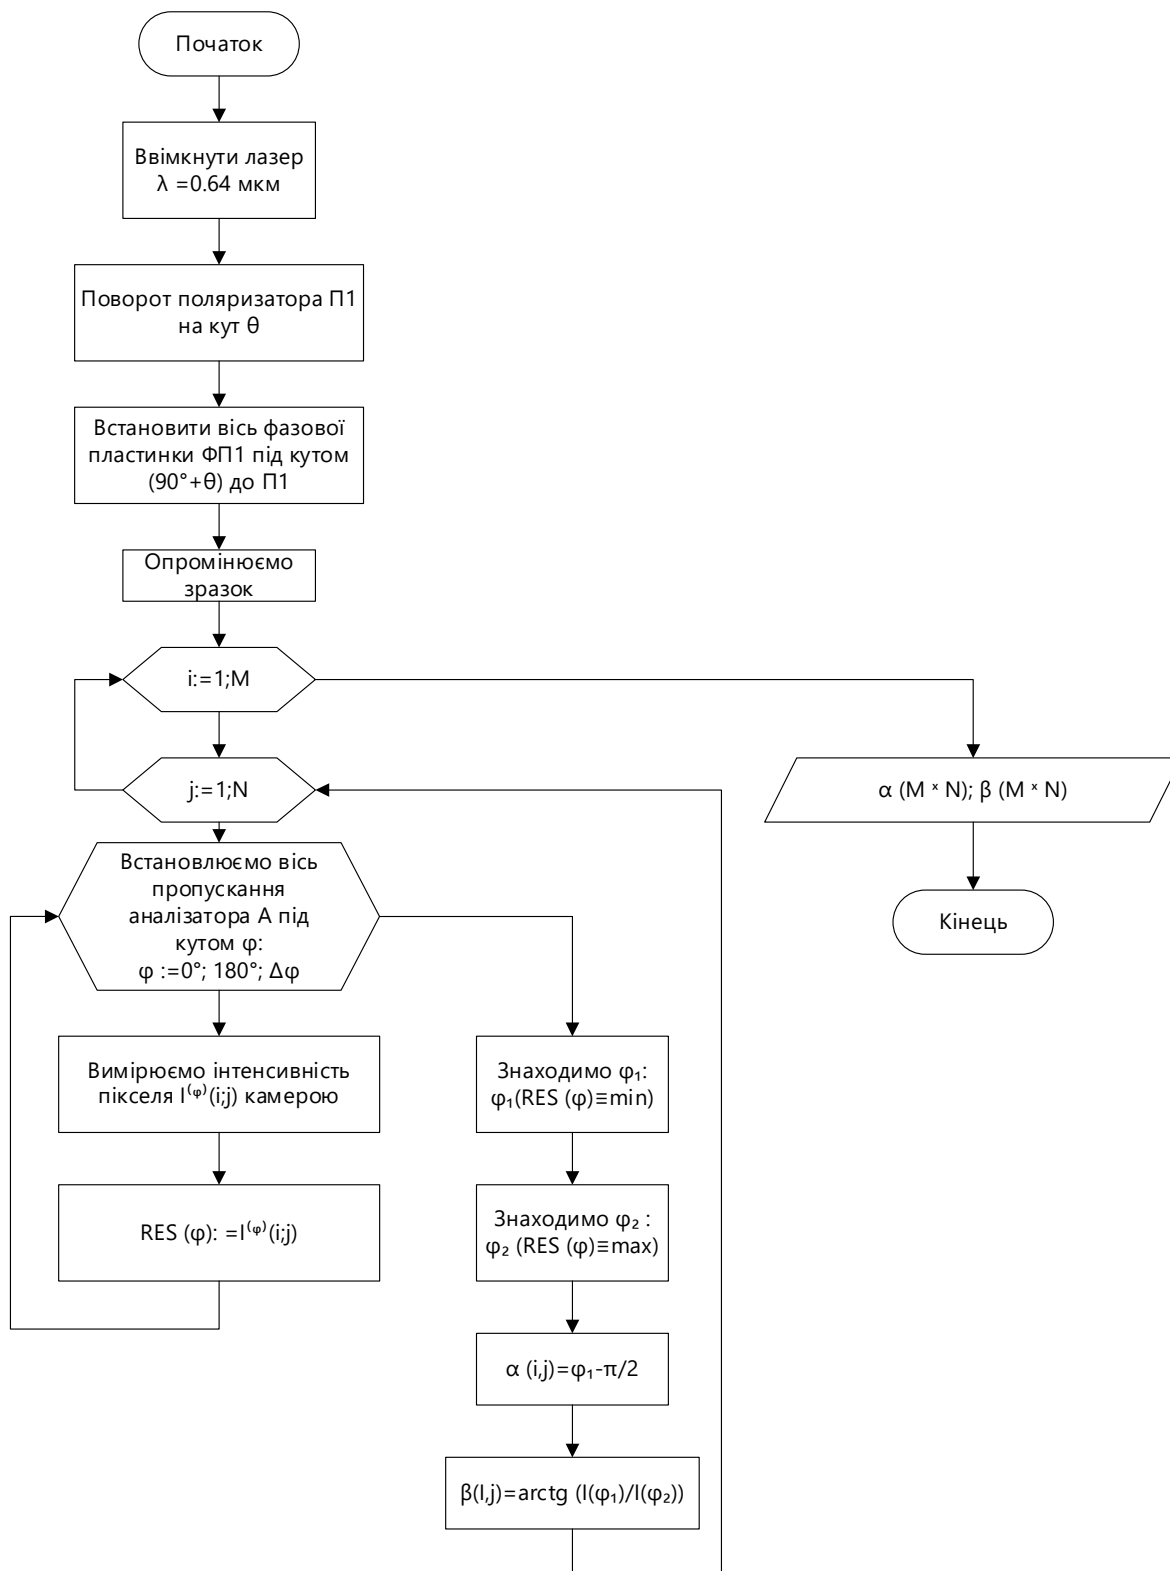 Початок
Ввімкнути лазер
λ =0.64 мкм
Поворот поляризатора П1
на кут θ
Встановити вісь фазової
пластинки ФП1 під кутом
(90°+θ) до П1
Опромінюємо
зразок
i:=1;M
j:=1;N
α (M ˣ N); β (M ˣ N)
Встановлюємо вісь
пропускання
аналізатора А під
кутом φ:
φ :=0°; 180°; Δφ
Кінець
Вимірюємо інтенсивність
пікселя I⁽ᵠ⁾(i;j) камерою
Знаходимо φ₁:
φ₁(RES (φ)≡min)
RES (φ): =I⁽ᵠ⁾(i;j)
Знаходимо φ₂ :
φ₂ (RES (φ)≡max)
α (i,j)=φ₁-π/2
β(I,j)=arctg (I(φ₁)/I(φ₂))